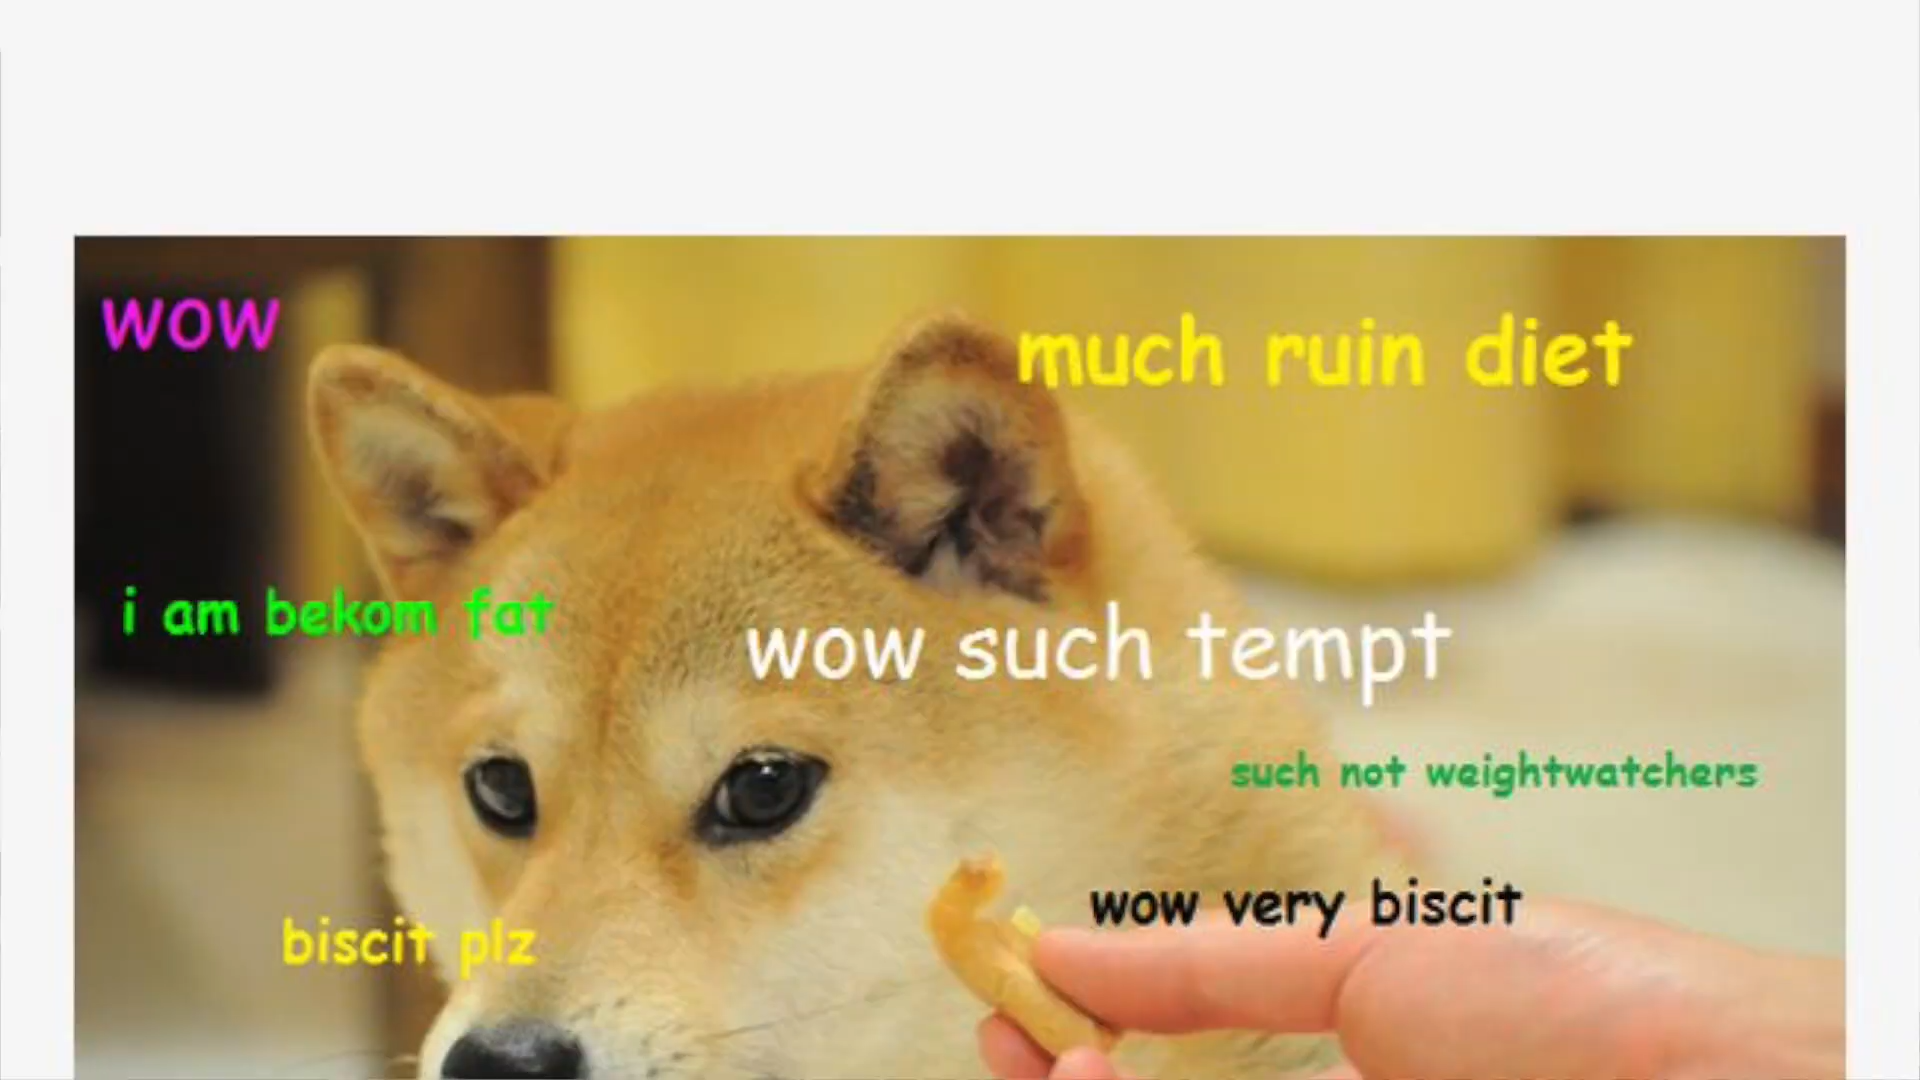 wow
much ruin diet
i am bekom fat
wow such tempt
such not weightwatchers
wow very biscit
biscit plz